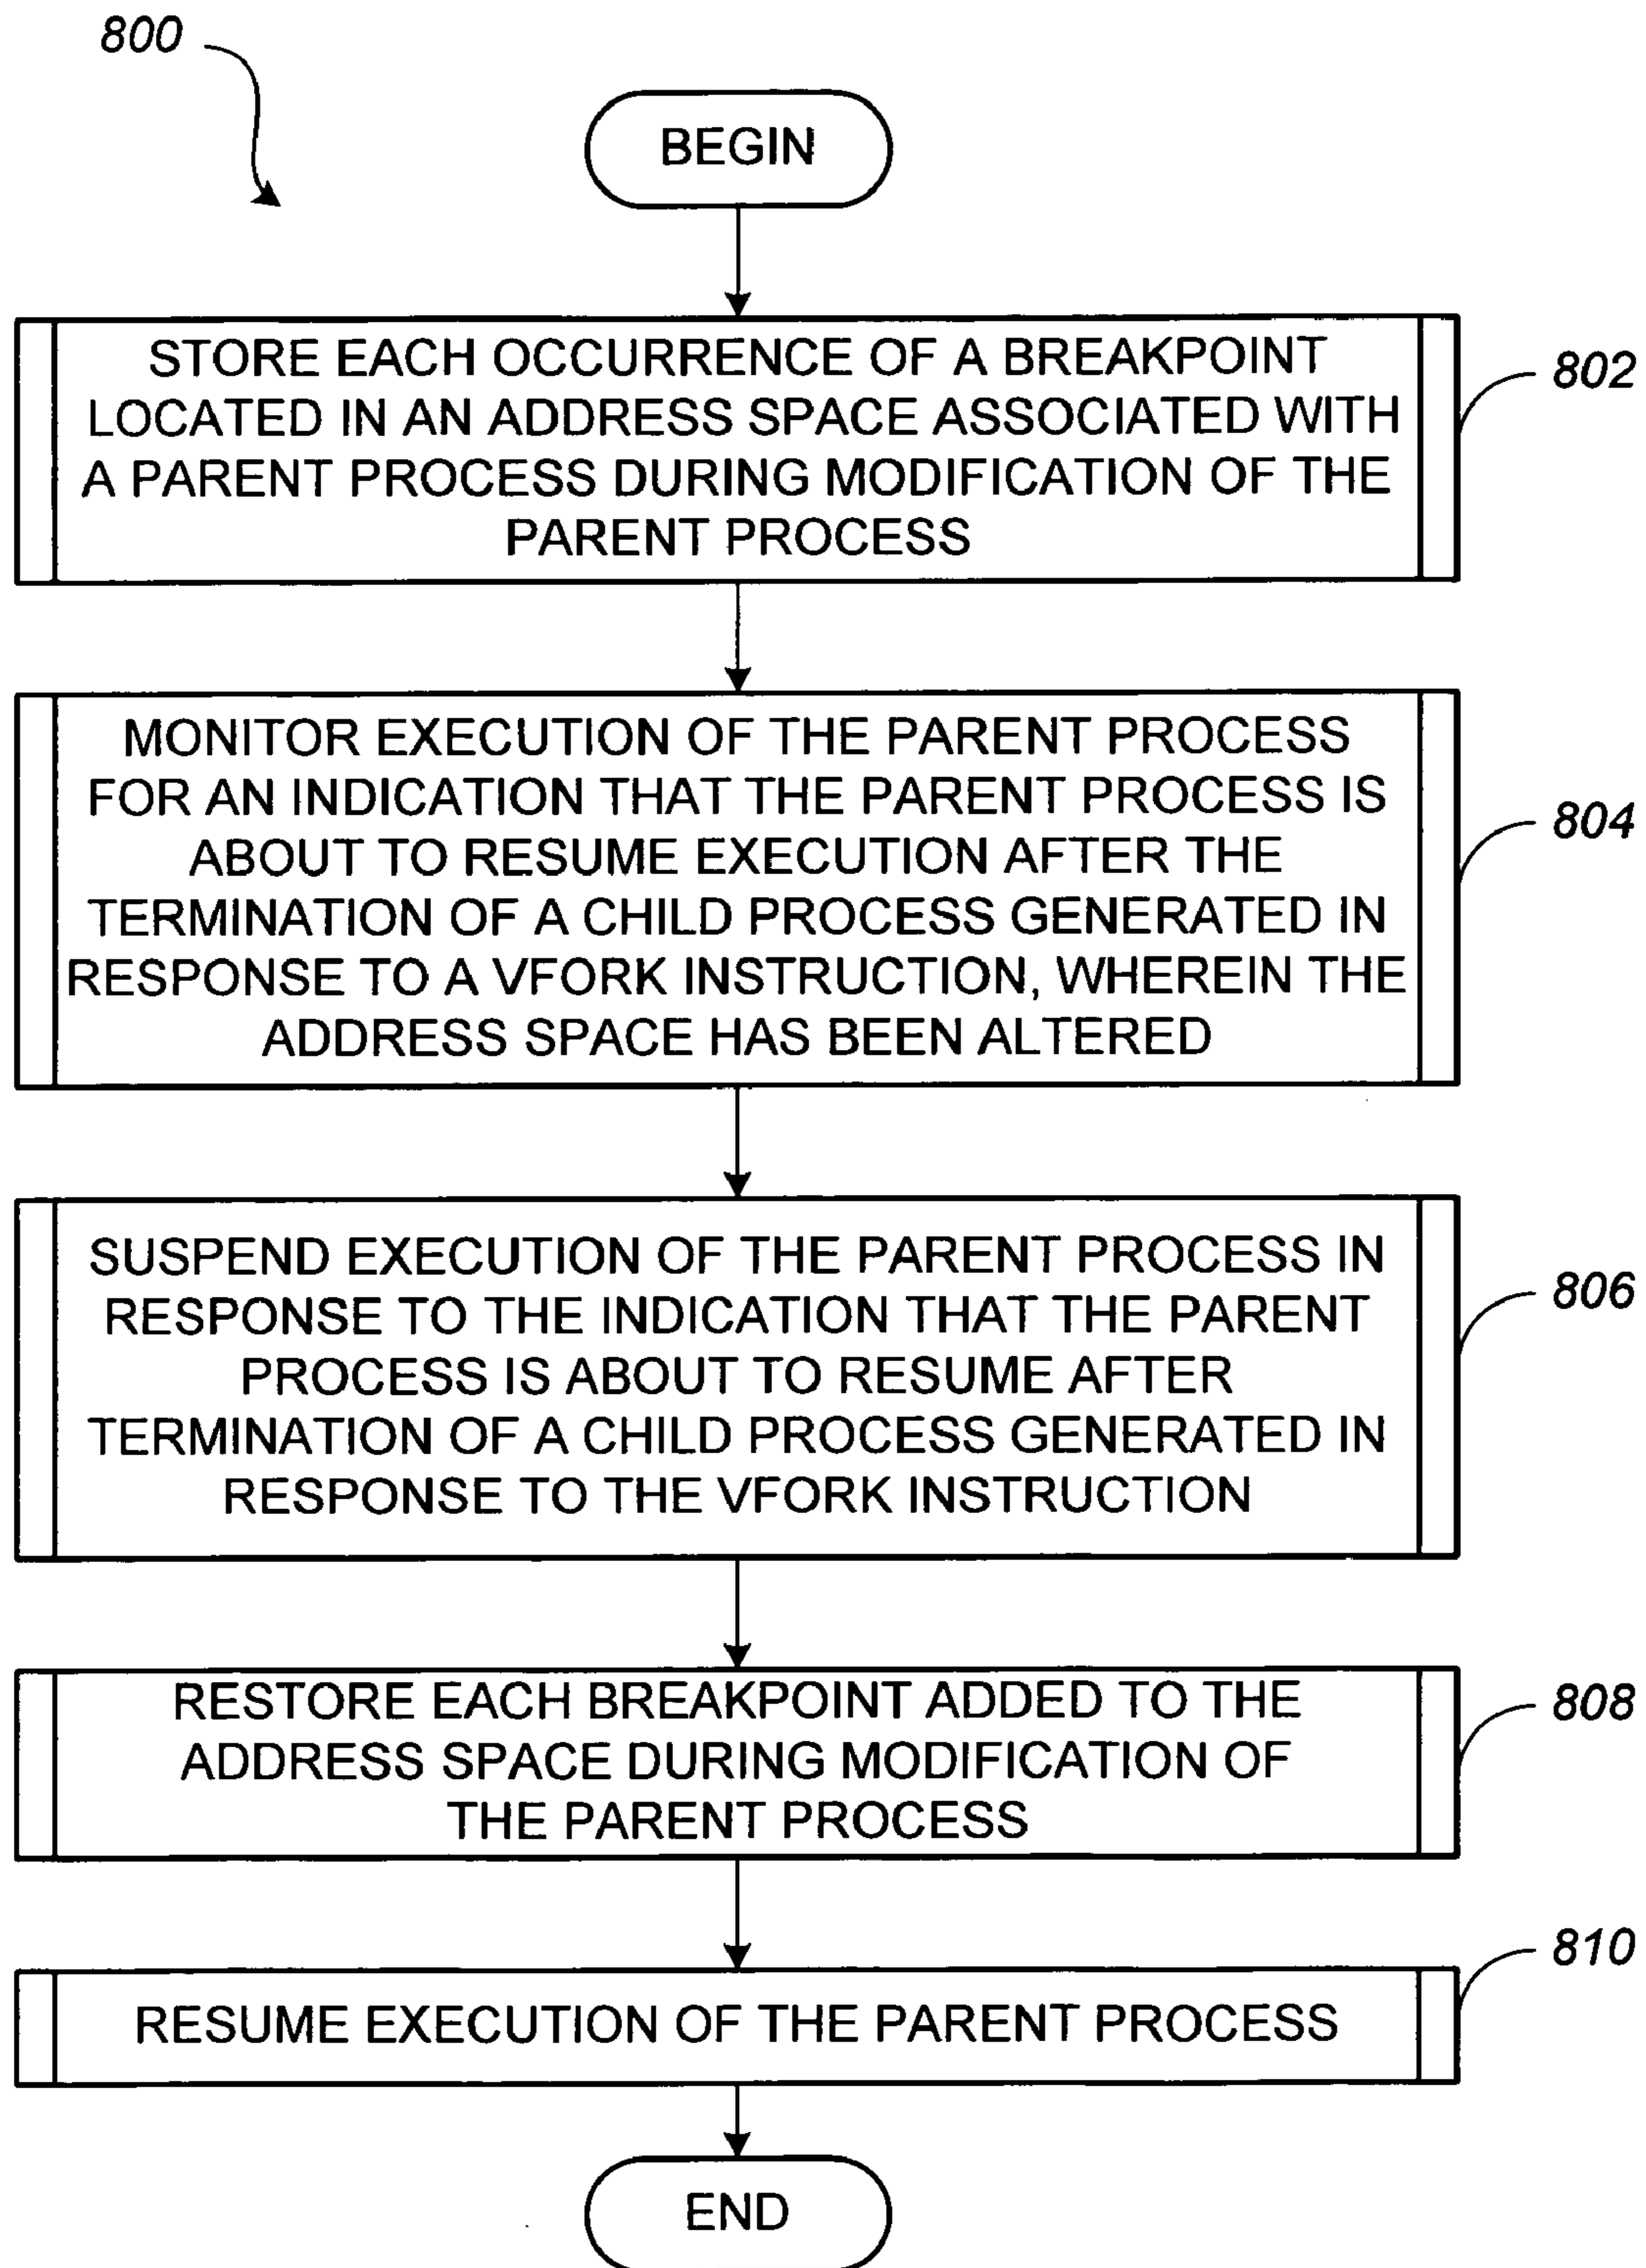 800
BEGIN
STORE EACH OCCURRENCE OF A BREAKPOINT
LOCATED IN AN ADDRESS SPACE ASSOCIATED WITH
A PARENT PROCESS DURING MODIFICATION OF THE
PARENT PROCESS
802
MONITOR EXECUTION OF THE PARENT PROCESS
FOR AN INDICATION THAT THE PARENT PROCESS IS
ABOUT TO RESUME EXECUTION AFTER THE
TERMINATION OF A CHILD PROCESS GENERATED IN
RESPONSE TO A VFORK INSTRUCTION, WHEREIN THE
ADDRESS SPACE HAS BEEN ALTERED
804
SUSPEND EXECUTION OF THE PARENT PROCESS IN
RESPONSE TO THE INDICATION THAT THE PARENT
PROCESS IS ABOUT TO RESUME AFTER
TERMINATION OF A CHILD PROCESS GENERATED IN
RESPONSE TO THE VFORK INSTRUCTION
806
RESTORE EACH BREAKPOINT ADDED TO THE
ADDRESS SPACE DURING MODIFICATION OF
THE PARENT PROCESS
808
RESUME EXECUTION OF THE PARENT PROCESS
810
END